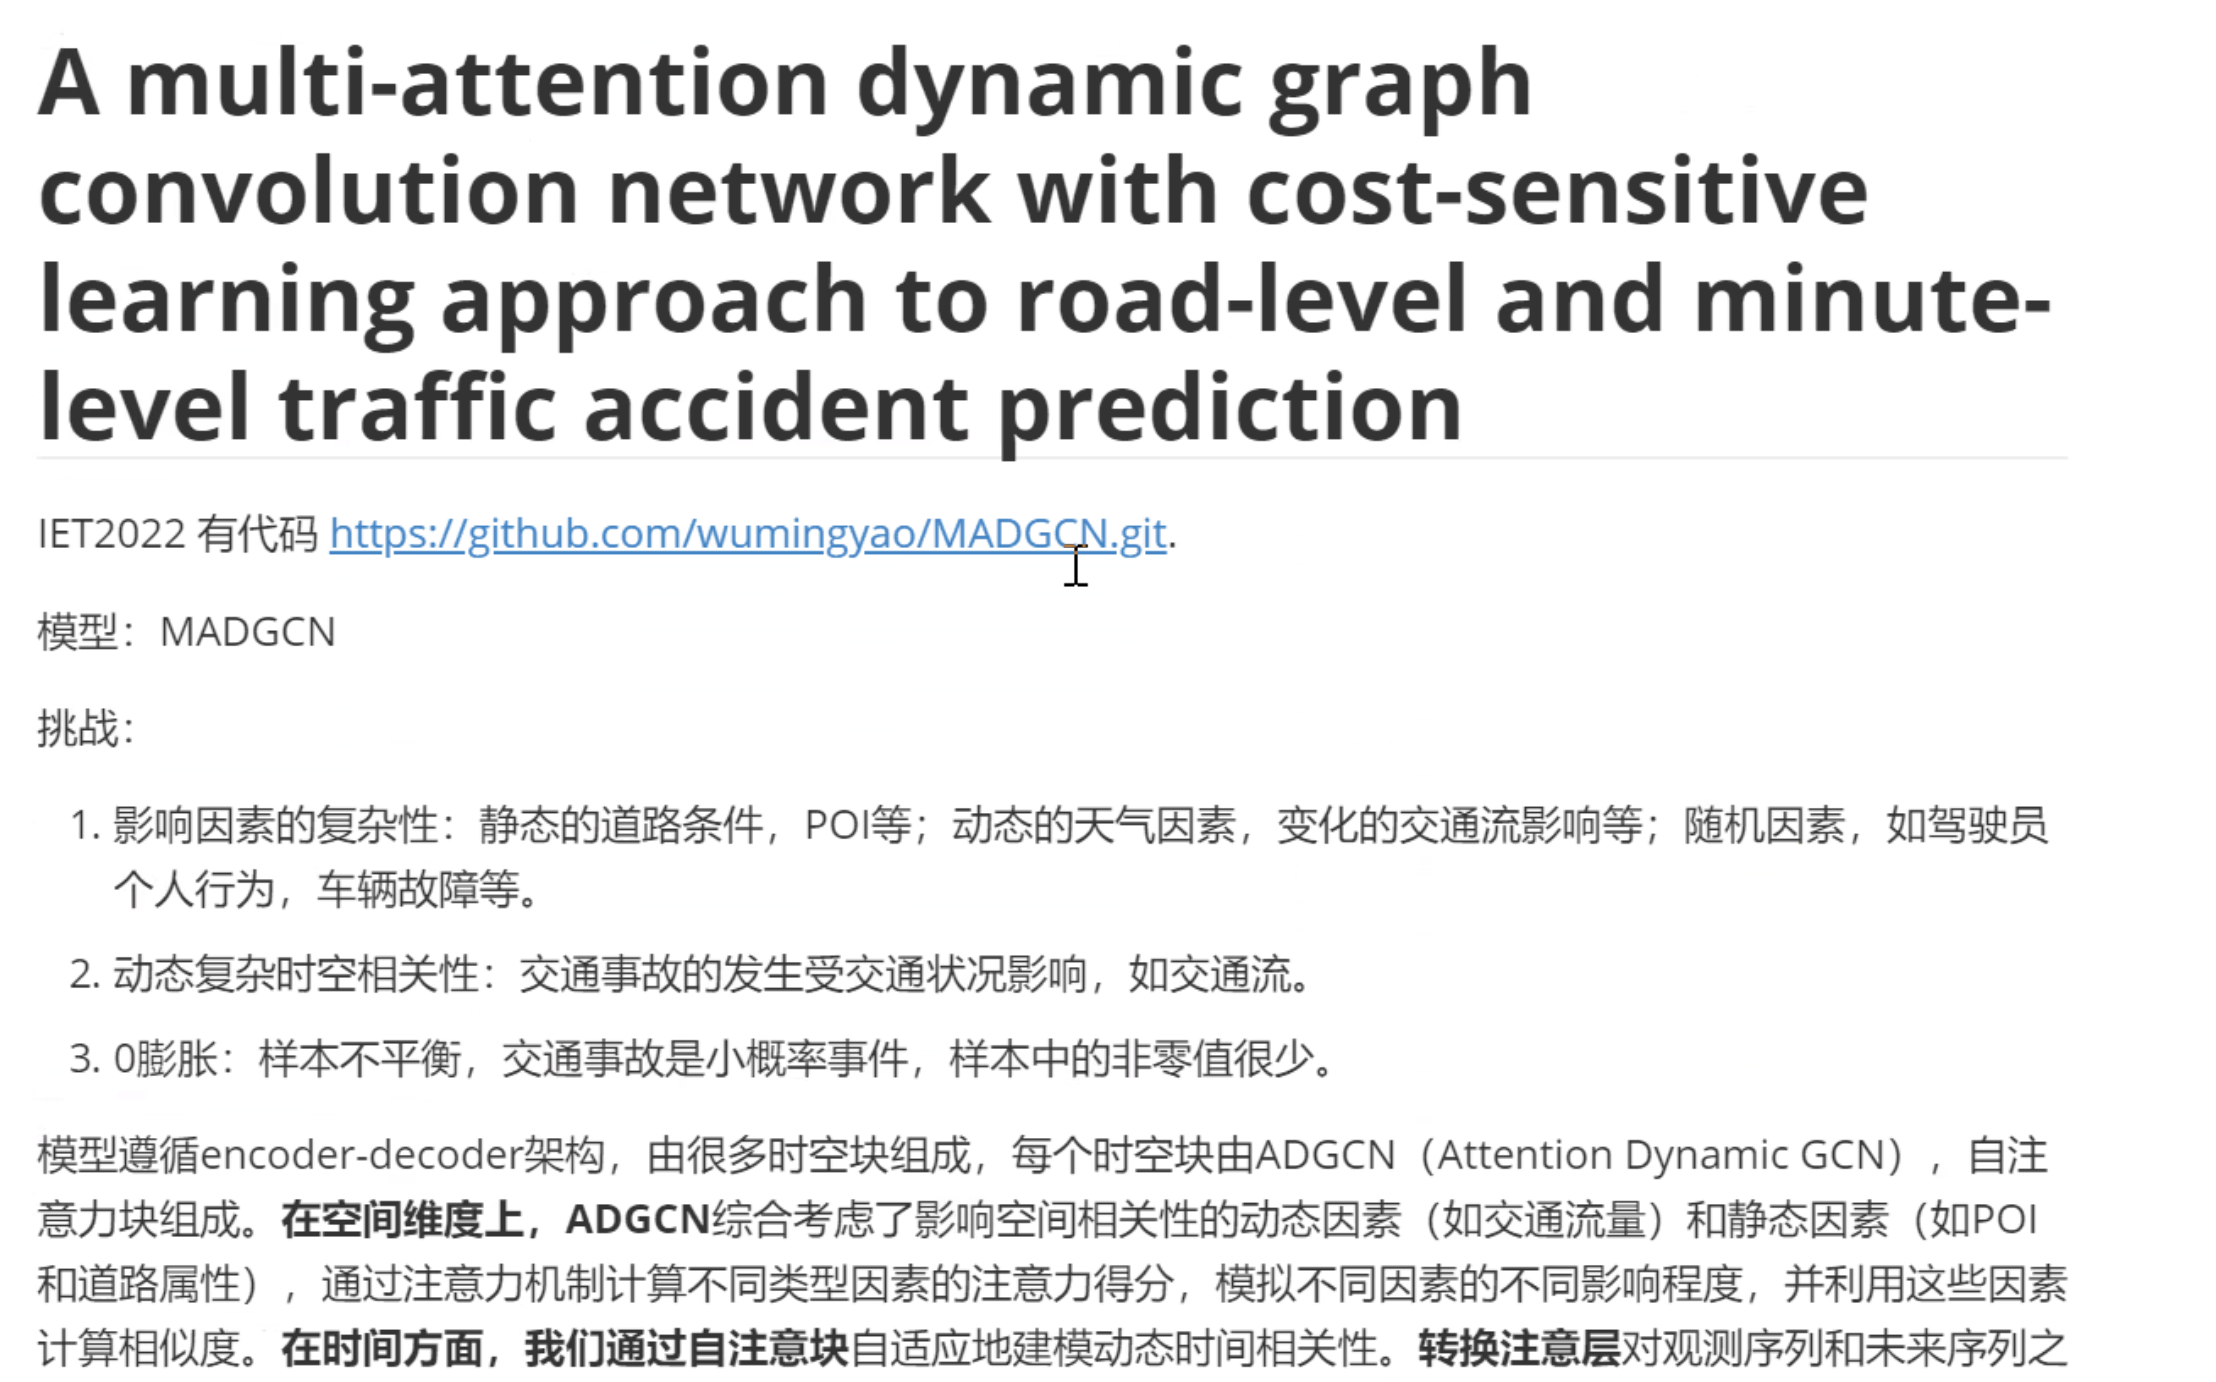 A multi-attention dynamic graph
convolution network with cost-sensitive
learning approach to road-level and minute-
level traffic accident prediction
IET2022 有代码 https://github.com/wumingyao/MADGCN.git.
模型：MADGCN
挑战：
1. 影响因素的复杂性：静态的道路条件，POI等；动态的天气因素，变化的交通流影响等；随机因素，如驾驶员
个人行为，车辆故障等。
2. 动态复杂时空相关性：交通事故的发生受交通状况影响，如交通流。
3. 0膨胀：样本不平衡，交通事故是小概率事件，样本中的非零值很少。
模型遵循encoder-decoder架构，由很多时空块组成，每个时空块由ADGCN（Attention Dynamic GCN），自注
意力块组成。在空间维度上，ADGCN综合考虑了影响空间相关性的动态因素（如交通流量）和静态因素（如POI
和道路属性），通过注意力机制计算不同类型因素的注意力得分，模拟不同因素的不同影响程度，并利用这些因素
计算相似度。在时间方面，我们通过自注意块自适应地建模动态时间相关性。转换注意层对观测序列和未来序列之